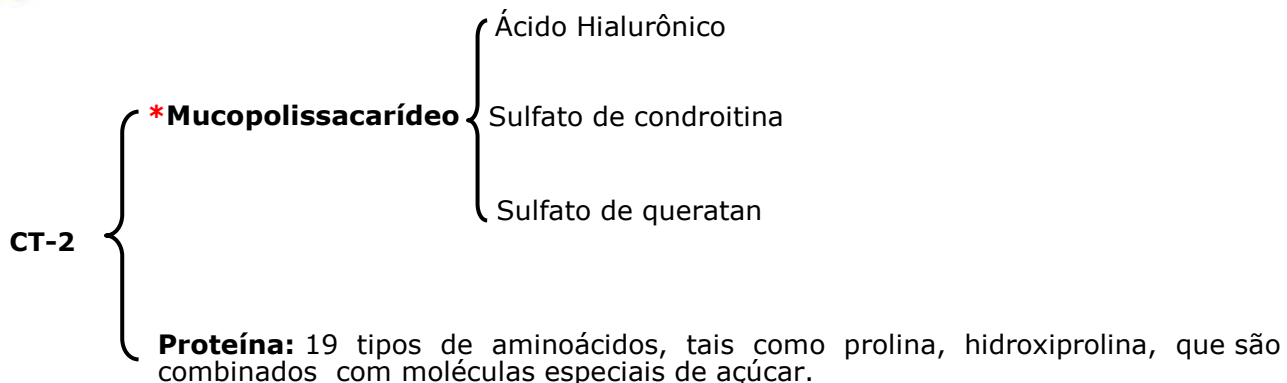 Ácido Hialurônico
*Mucopolissacarídeo
Sulfato de condroitina
Sulfato de queratan
CT-2
Proteína: 19 tipos de aminoácidos, tais como prolina, hidroxiprolina, que são
combinados com moléculas especiais de açúcar.